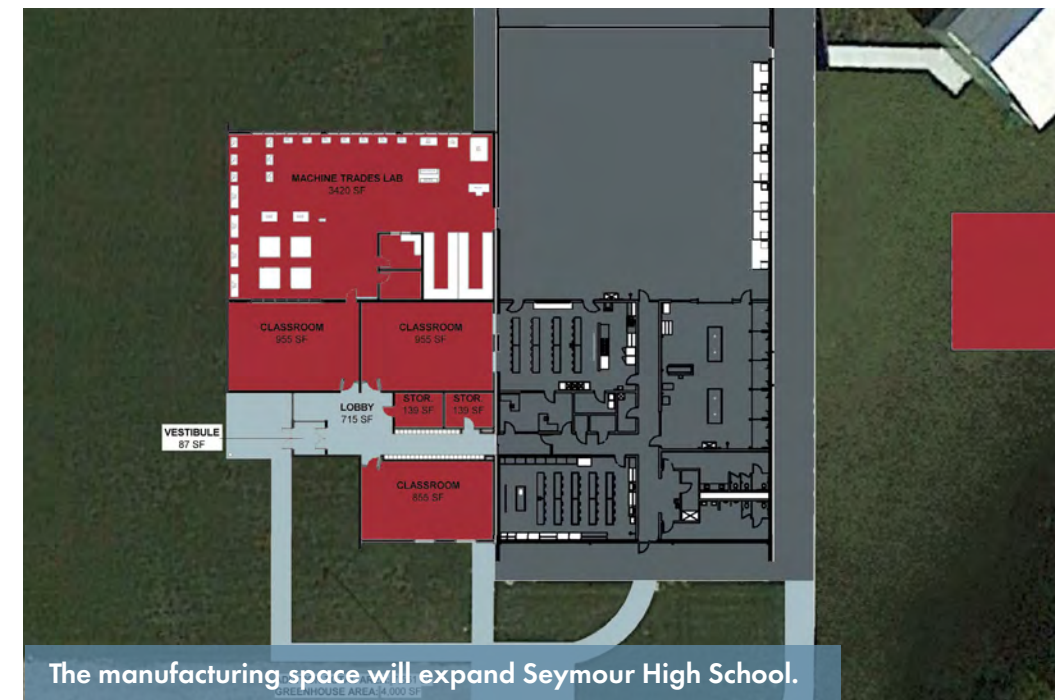 MACHINE TRADES LAB
3420 SF
CLASSROOM
955 SF
CLASSROOM
955 SF
STOR.
139 SF
STOR.
139 SF
LOBBY
715 SF
VESTIBULE
87 SF
CLASSROOM
855 SF
The manufacturing space will expand Seymour High School.
GREENHOUSE AREA: 4,000 SF